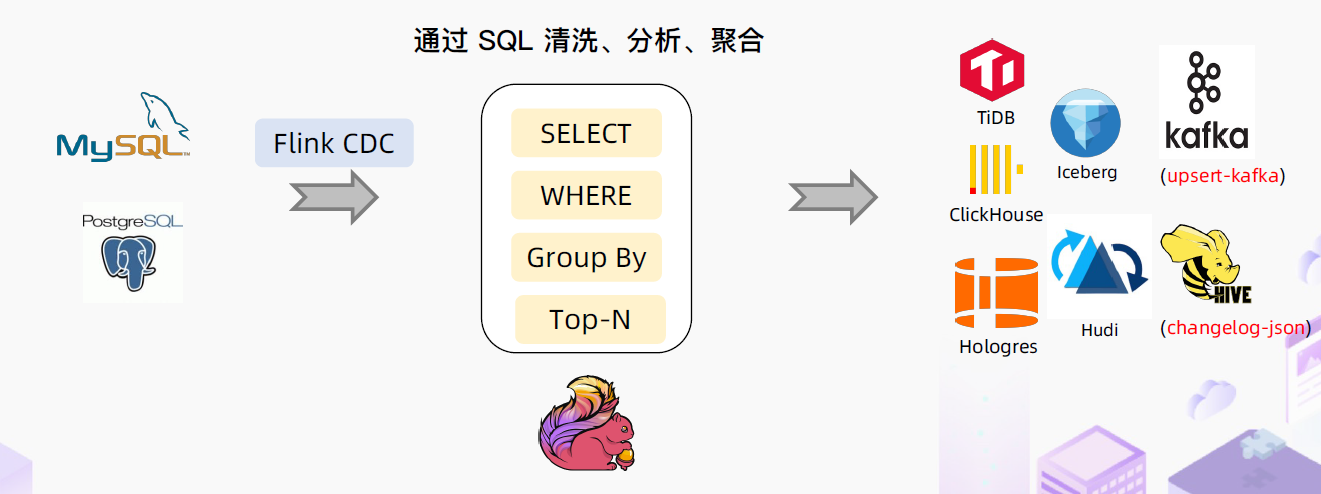 通过 SQL 清洗、分析、聚合
MySQL™
PostgreSQL
Flink CDC
SELECT
WHERE
Group By
Top-N
TiDB
ClickHouse
Hologres
Iceberg
Hudi
kafka
(upsert-kafka)
HIVE
(changelog-json)